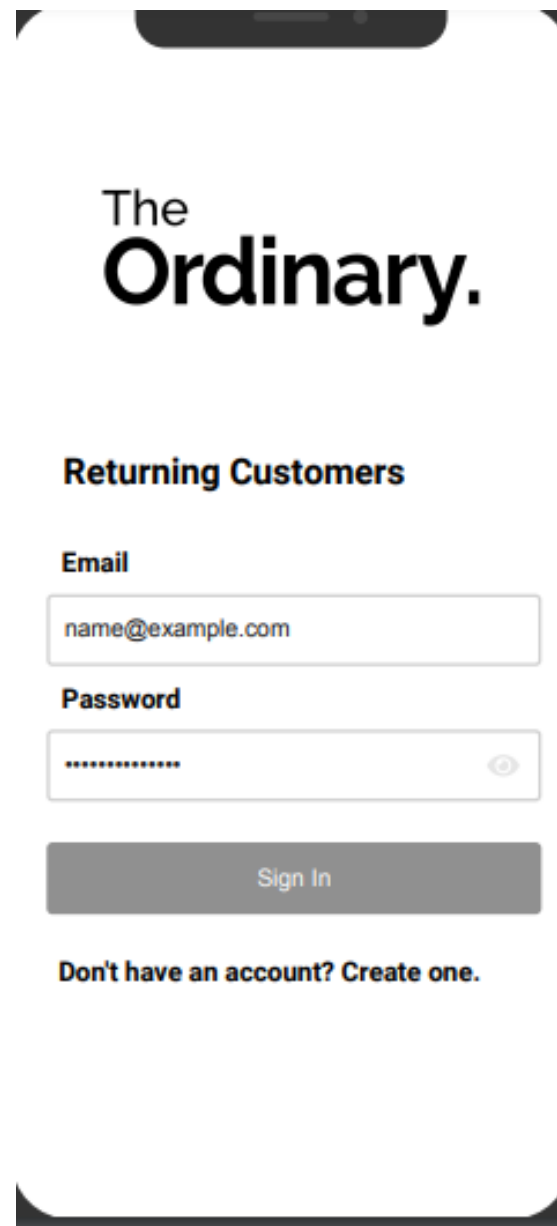 The
Ordinary.
Returning Customers
Email
name@example.com
Password
••••••••••••••
Sign In
Don't have an account? Create one.